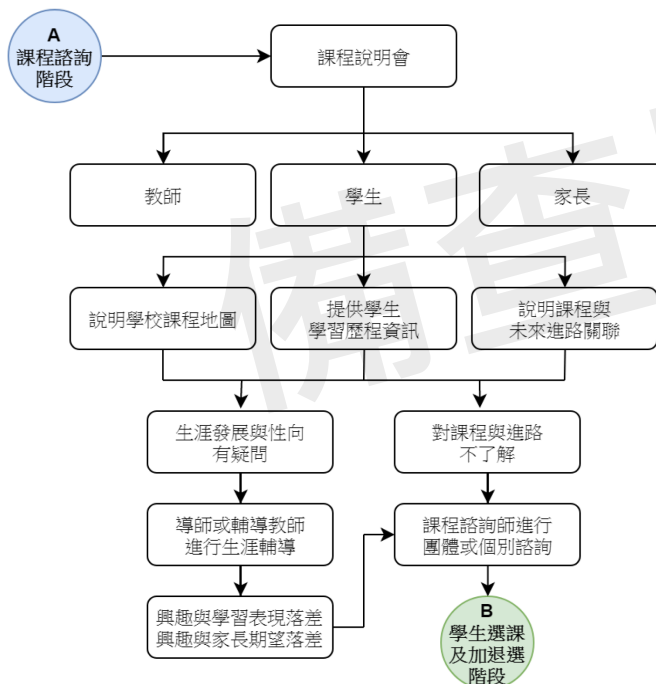 A
課程諮詢
階段
課程說明會
教師
學生
家長
說明學校課程地圖
提供學生
學習歷程資訊
說明課程與
未來進路關聯
生涯發展與性向
有疑問
對課程與進路
不了解
導師或輔導教師
進行生涯輔導
課程諮詢師進行
團體或個別諮詢
興趣與學習表現落差
興趣與家長期望落差
B
學生選課
及加退選
階段
備查